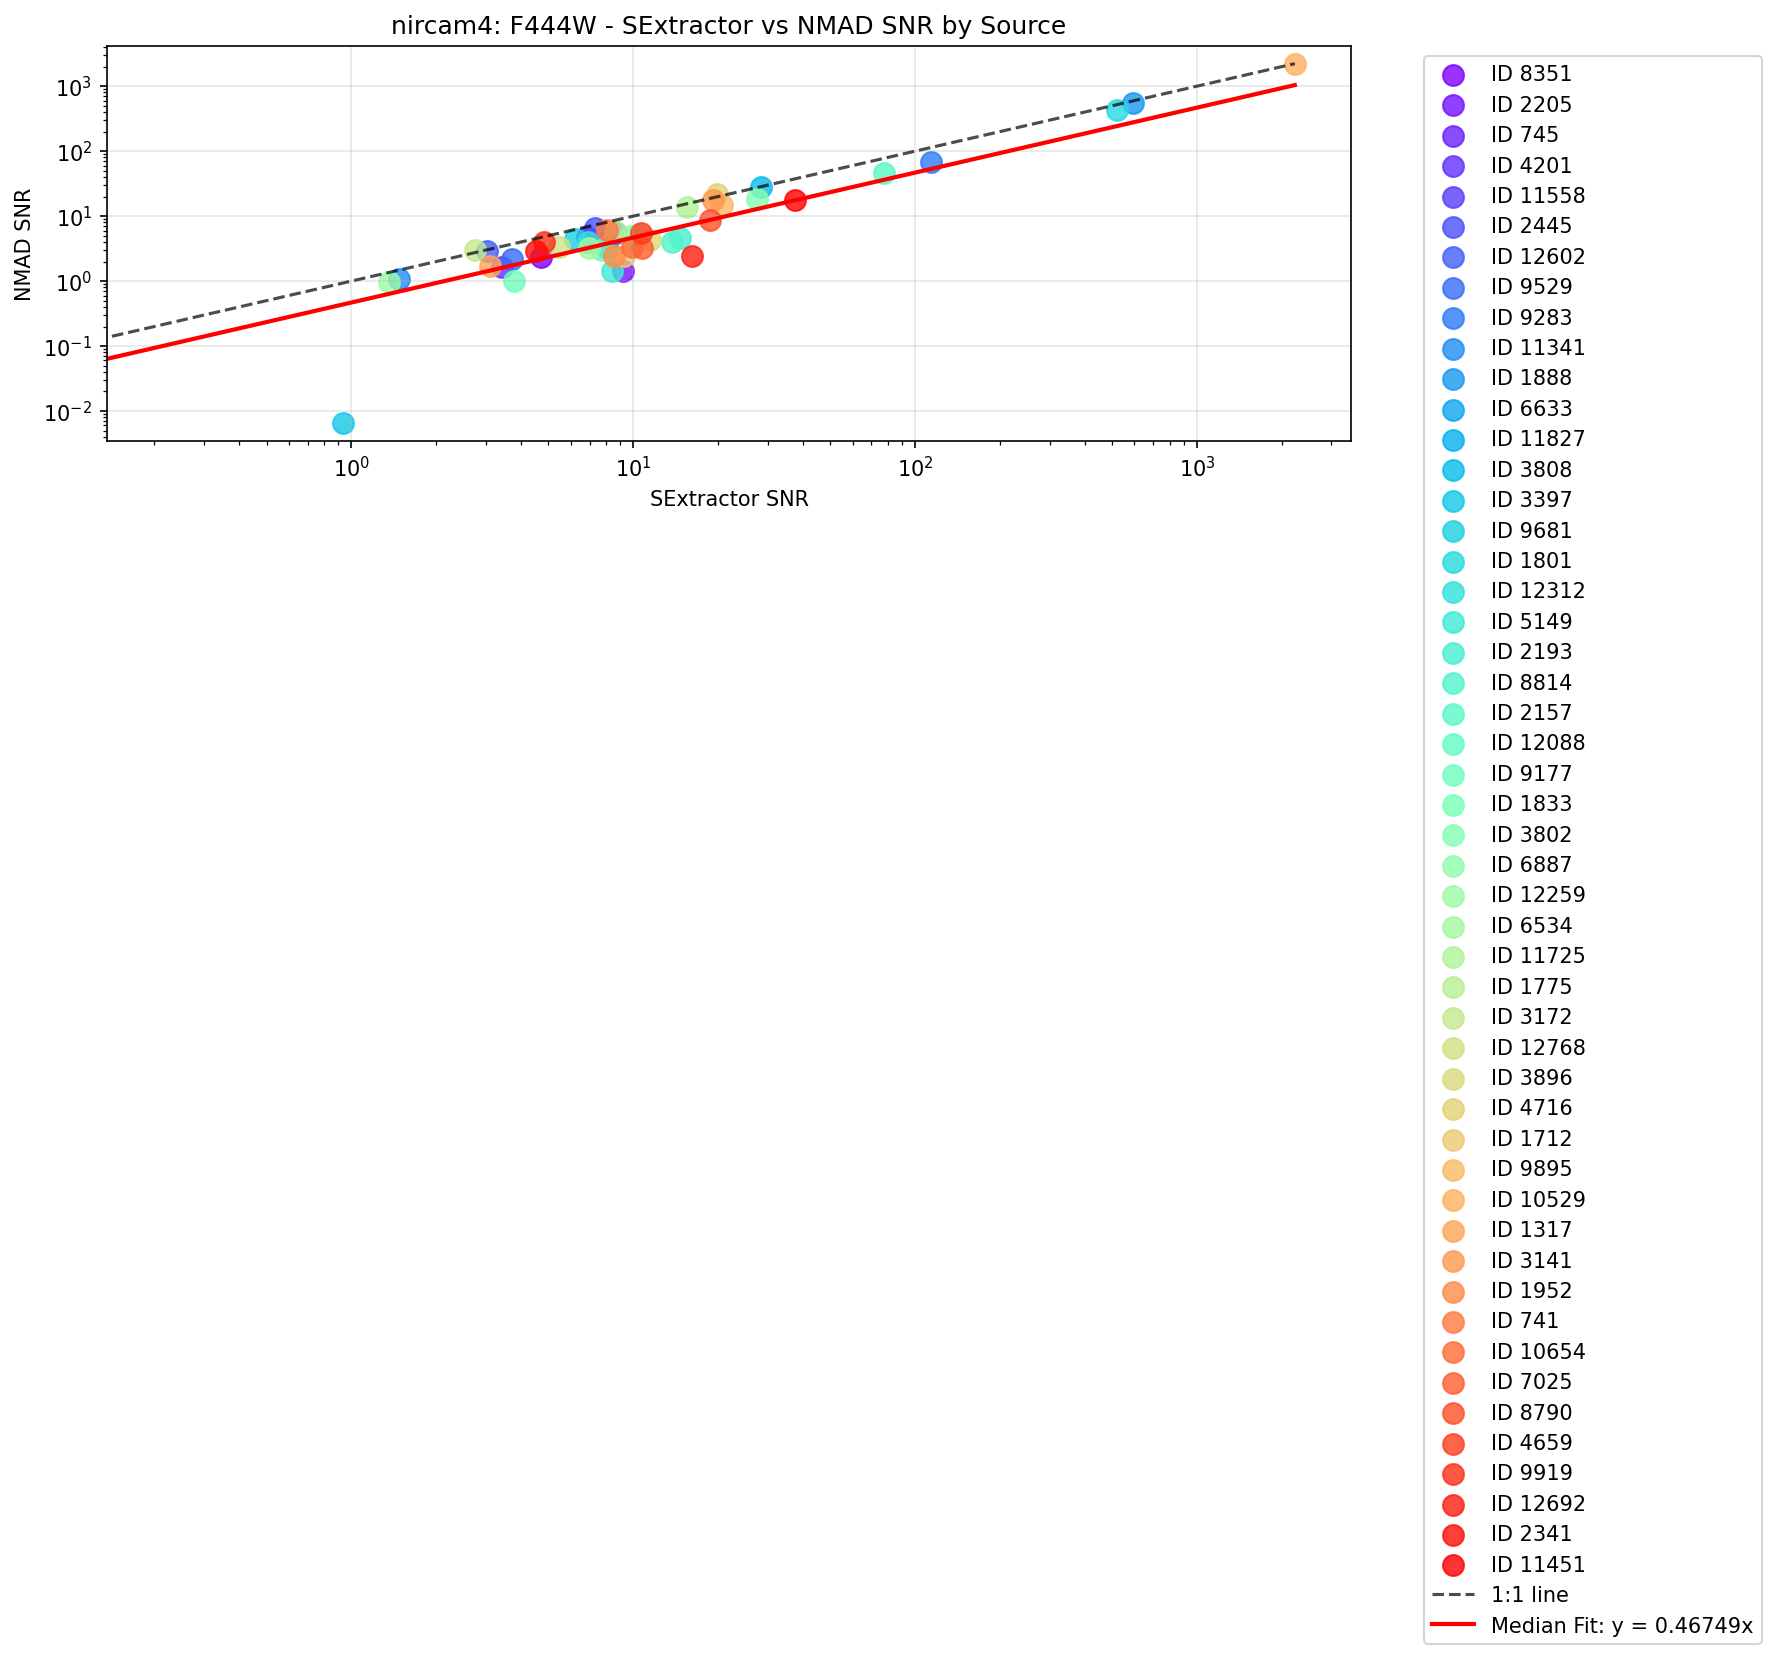 nircam4: F444W - SExtractor vs NMAD SNR by Source
NMAD SNR
10³
10²
10¹
10⁰
10⁻¹
10⁻²
10⁰ 10¹ 10² 10³
SExtractor SNR
ID 8351
ID 2205
ID 745
ID 4201
ID 11558
ID 2445
ID 12602
ID 9529
ID 9283
ID 11341
ID 1888
ID 6633
ID 11827
ID 3808
ID 3397
ID 9681
ID 1801
ID 12312
ID 5149
ID 2193
ID 8814
ID 2157
ID 12088
ID 9177
ID 1833
ID 3802
ID 6887
ID 12259
ID 6534
ID 11725
ID 1775
ID 3172
ID 12768
ID 3896
ID 4716
ID 1712
ID 9895
ID 10529
ID 1317
ID 3141
ID 1952
ID 741
ID 10654
ID 7025
ID 8790
ID 4659
ID 9919
ID 12692
ID 2341
ID 11451
1:1 line
Median Fit: y = 0.46749x